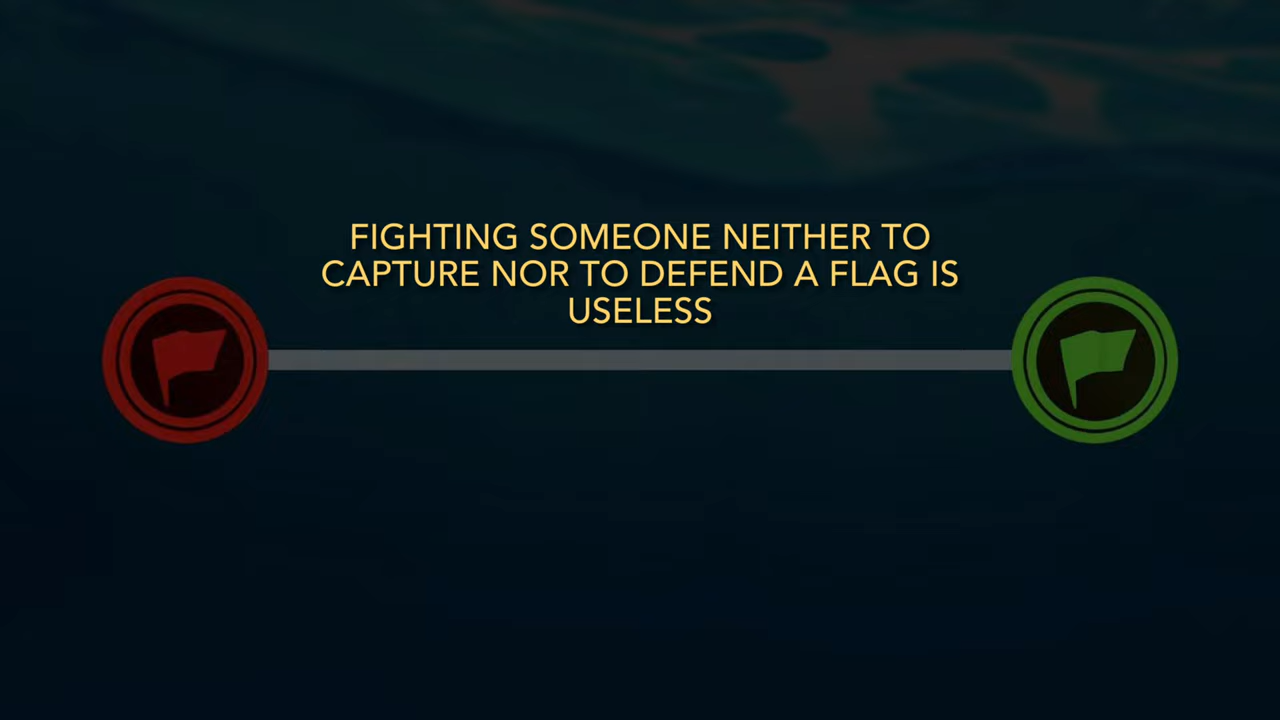 FIGHTING SOMEONE NEITHER TO
CAPTURE NOR TO DEFEND A FLAG IS
USELESS